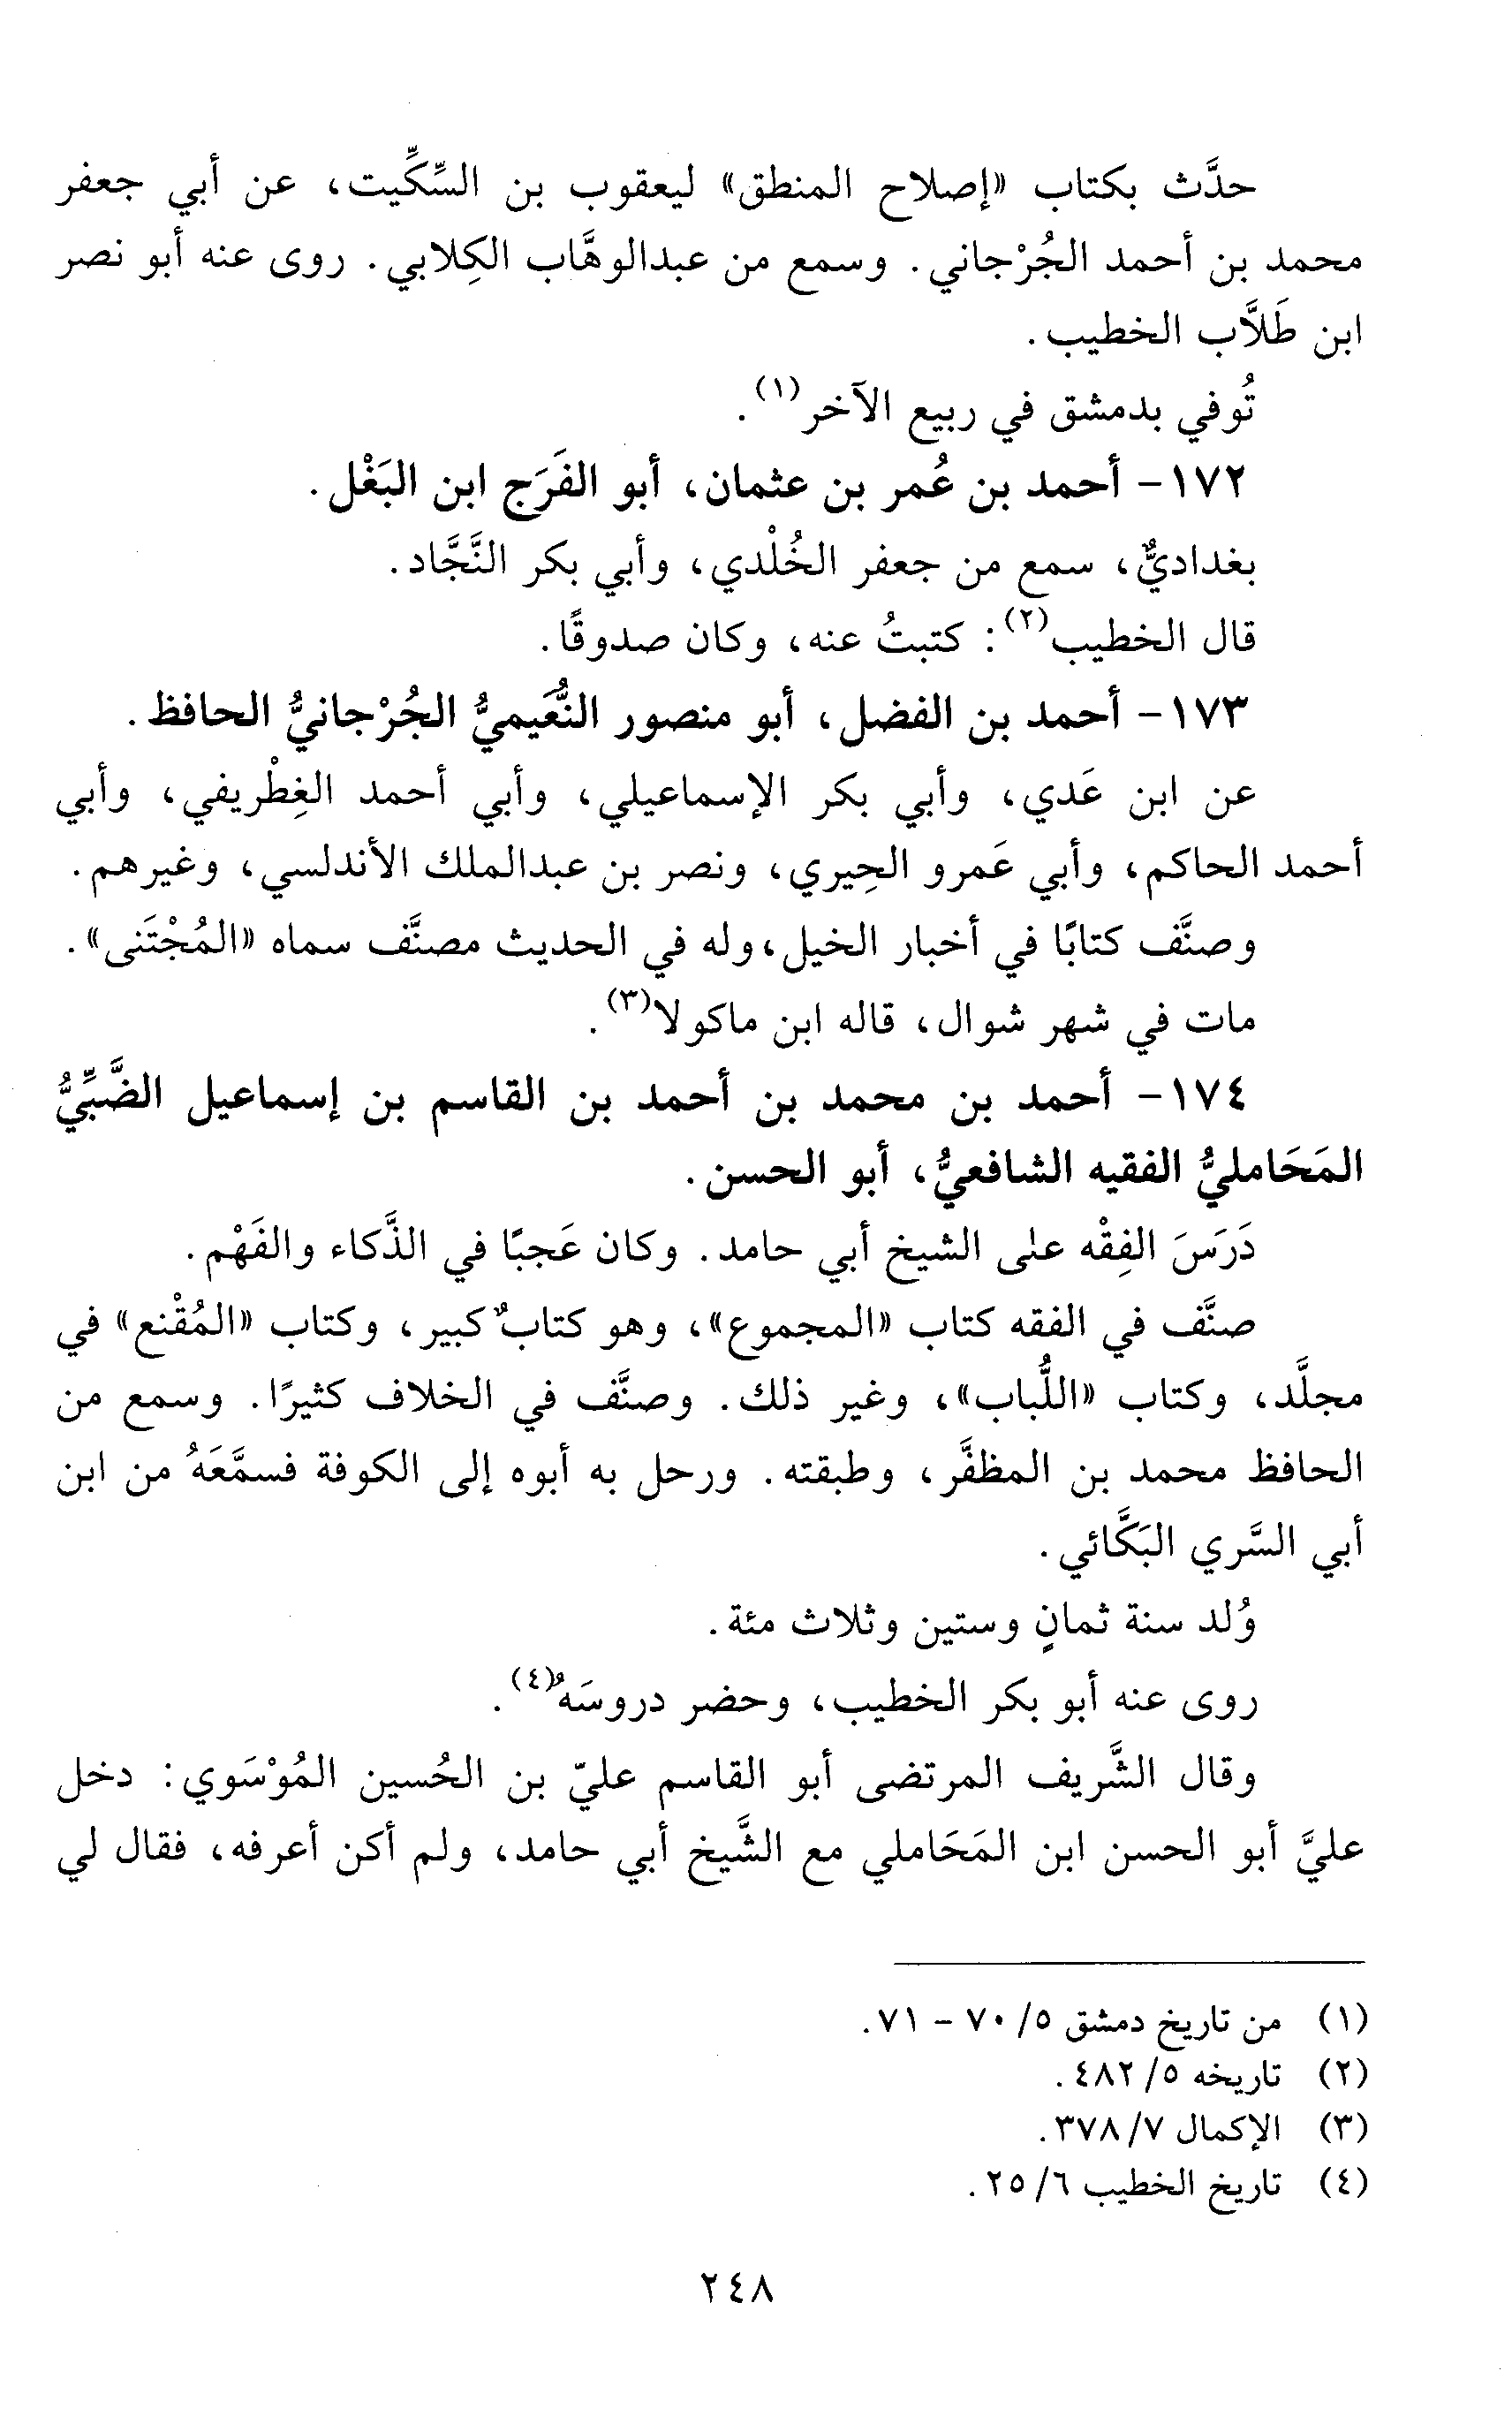 حدَّث بكتاب «إصلاح المنطق» ليعقوب بن السِّكِّيت، عن أبي جعفر
محمد بن أحمد الجُرْجاني. وسمع من عبدالوهَّاب الكِلابي. روى عنه أبو نصر
ابن طَلاَّب الخطيب.
تُوفي بدمشق في ربيع الآخر(١).
١٧٢- أحمد بن عُمر بن عثمان، أبو الفَرَج ابن البَغْل.
بغداديٌّ، سمع من جعفر الخُلْدي، وأبي بكر النَّجَّاد.
قال الخطيب(٢): كتبتُ عنه، وكان صدوقًا.
١٧٣- أحمد بن الفضل، أبو منصور النُّعَيميُّ الجُرْجانيُّ الحافظ.
عن ابن عَدي، وأبي بكر الإسماعيلي، وأبي أحمد الغِطْريفي، وأبي
أحمد الحاكم، وأبي عَمرو الحِيري، ونصر بن عبدالملك الأندلسي، وغيرهم.
وصنَّف كتابًا في أخبار الخيل، وله في الحديث مصنَّف سماه «المُجْتَنى».
مات في شهر شوال، قاله ابن ماكولا(٣).
١٧٤- أحمد بن محمد بن أحمد بن القاسم بن إسماعيل الضَّبِّيُّ
المَحَامليُّ الفقيه الشافعيُّ، أبو الحسن.
دَرَسَ الفِقْه على الشيخ أبي حامد. وكان عَجبًا في الذَّكاء والفَهْم.
صنَّف في الفقه كتاب «المجموع»، وهو كتابٌ كبير، وكتاب «المُقْنع» في
مجلَّد، وكتاب «اللُّباب»، وغير ذلك. وصنَّف في الخلاف كثيرًا. وسمع من
الحافظ محمد بن المظفَّر، وطبقته. ورحل به أبوه إلى الكوفة فسمَّعَهُ من ابن
أبي السَّري البَكَّائي.
وُلد سنة ثمانٍ وستين وثلاث مئة.
روى عنه أبو بكر الخطيب، وحضر دروسَهُ(٤).
وقال الشَّريف المرتضى أبو القاسم عليّ بن الحُسين المُوْسَوي: دخل
عليَّ أبو الحسن ابن المَحَاملي مع الشَّيخ أبي حامد، ولم أكن أعرفه، فقال لي
(١) من تاريخ دمشق ٥/ ٧٠ - ٧١.
(٢) تاريخه ٥/ ٤٨٢.
(٣) الإكمال ٧/ ٣٧٨.
(٤) تاريخ الخطيب ٦/ ٢٥.
٢٤٨